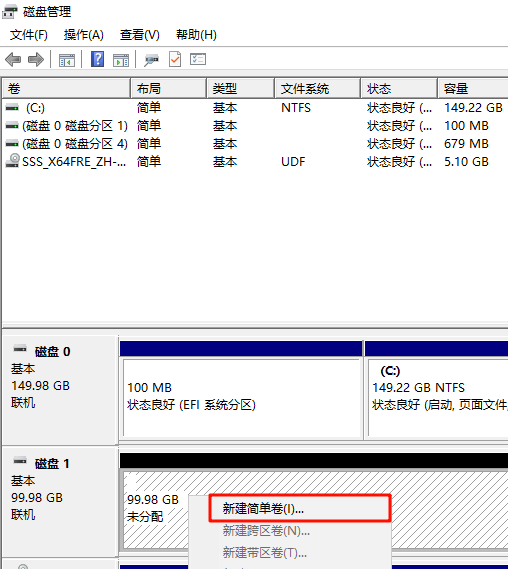 磁盘管理
文件(F) 操作(A) 查看(V) 帮助(H)
卷 布局 类型 文件系统 状态 容量
(C:) 简单 基本 NTFS 状态良好 (... 149.22 GB
(磁盘 0 磁盘分区 1) 简单 基本 状态良好 (... 100 MB
(磁盘 0 磁盘分区 4) 简单 基本 状态良好 (... 679 MB
SSS_X64FRE_ZH-... 简单 基本 UDF 状态良好 (... 5.10 GB
磁盘 0
基本
149.98 GB
联机
100 MB
状态良好 (EFI 系统分区)
(C:)
149.22 GB NTFS
状态良好 (启动, 页面文件,
磁盘 1
基本
99.98 GB
联机
99.98 GB
未分配
新建简单卷(I)...
新建跨区卷(N)...
新建带区卷(T)...